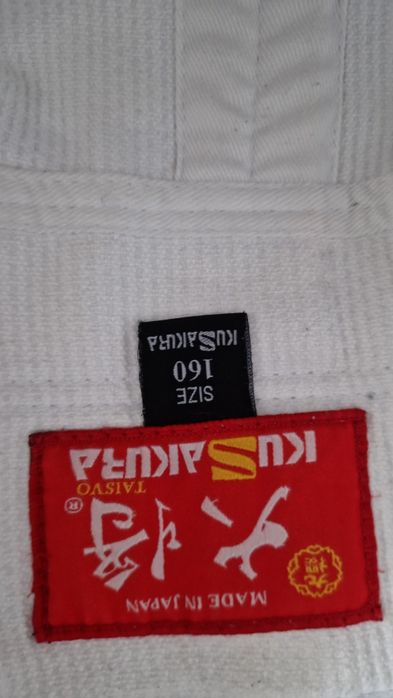 MADE IN JAPAN
大将
®
TAISYO
KUSAKURA
SIZE
160
KUSAKURA